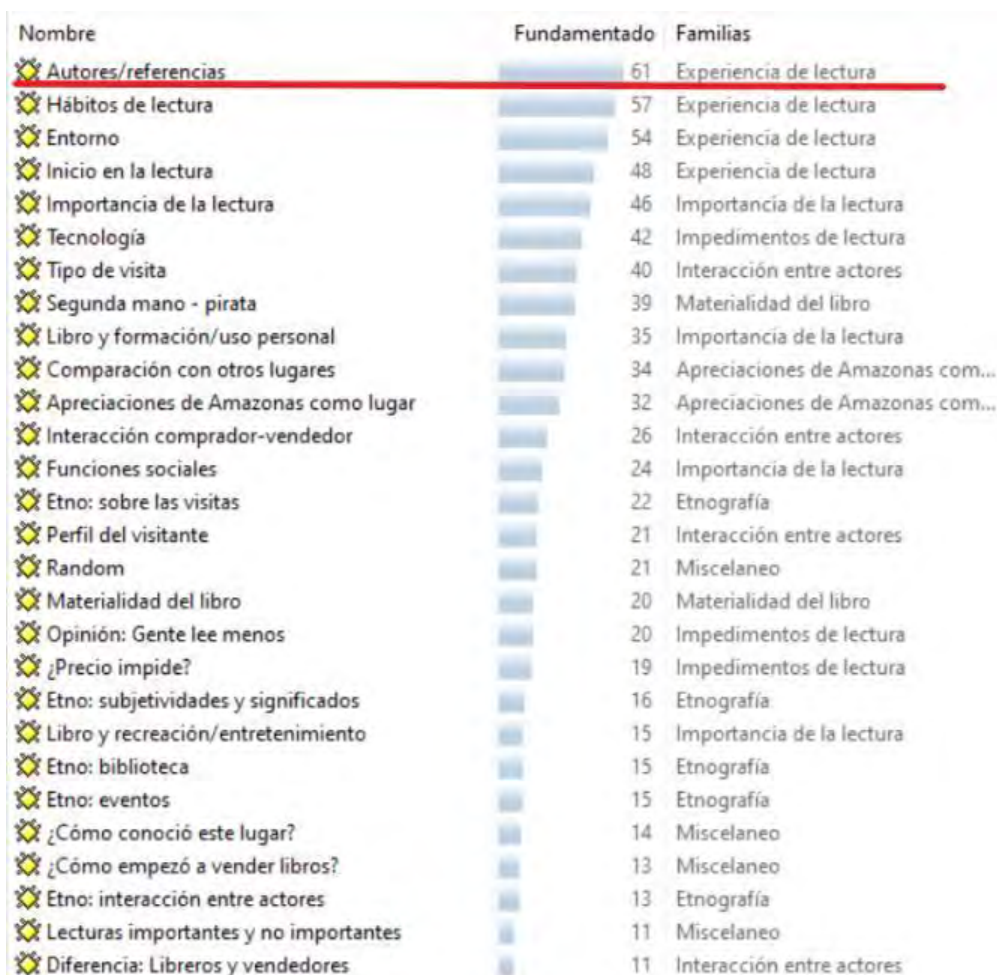 Nombre Fundamentado Familias
Autores/referencias 61 Experiencia de lectura
Hábitos de lectura 57 Experiencia de lectura
Entorno 54 Experiencia de lectura
Inicio en la lectura 48 Experiencia de lectura
Importancia de la lectura 46 Importancia de la lectura
Tecnología 42 Impedimentos de lectura
Tipo de visita 40 Interacción entre actores
Segunda mano - pirata 39 Materialidad del libro
Libro y formación/uso personal 35 Importancia de la lectura
Comparación con otros lugares 34 Apreciaciones de Amazonas com...
Apreciaciones de Amazonas como lugar 32 Apreciaciones de Amazonas com...
Interacción comprador-vendedor 26 Interacción entre actores
Funciones sociales 24 Importancia de la lectura
Etno: sobre las visitas 22 Etnografía
Perfil del visitante 21 Interacción entre actores
Random 21 Miscelaneo
Materialidad del libro 20 Materialidad del libro
Opinión: Gente lee menos 20 Impedimentos de lectura
¿Precio impide? 19 Impedimentos de lectura
Etno: subjetividades y significados 16 Etnografía
Libro y recreación/entretenimiento 15 Importancia de la lectura
Etno: biblioteca 15 Etnografía
Etno: eventos 15 Etnografía
¿Cómo conoció este lugar? 14 Miscelaneo
¿Cómo empezó a vender libros? 13 Miscelaneo
Etno: interacción entre actores 13 Etnografía
Lecturas importantes y no importantes 11 Miscelaneo
Diferencia: Libreros y vendedores 11 Interacción entre actores